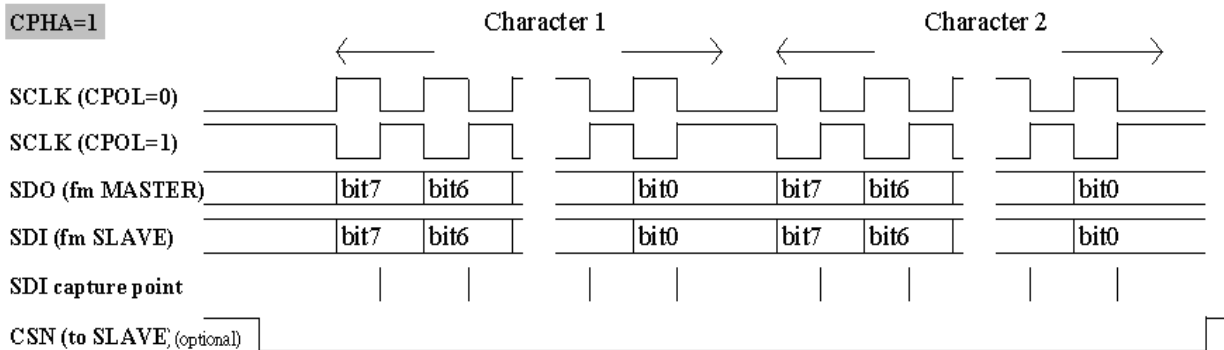 CPHA=1 Character 1 Character 2
SCLK (CPOL=0)
SCLK (CPOL=1)
SDO (fm MASTER) bit7 bit6 bit0 bit7 bit6 bit0
SDI (fm SLAVE) bit7 bit6 bit0 bit7 bit6 bit0
SDI capture point
CSN (to SLAVE) (optional)